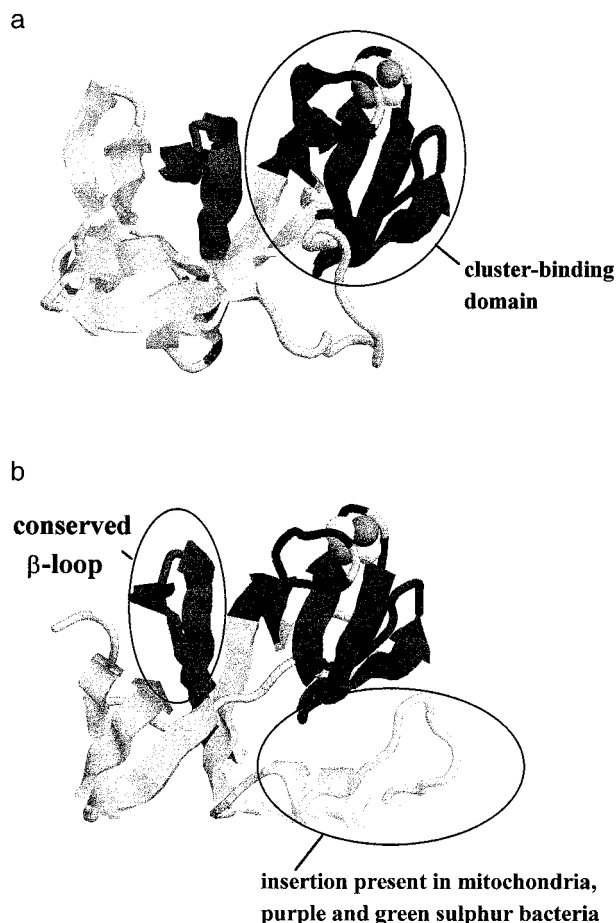 a
cluster-binding
domain
b
conserved
β-loop
insertion present in mitochondria,
purple and green sulphur bacteria